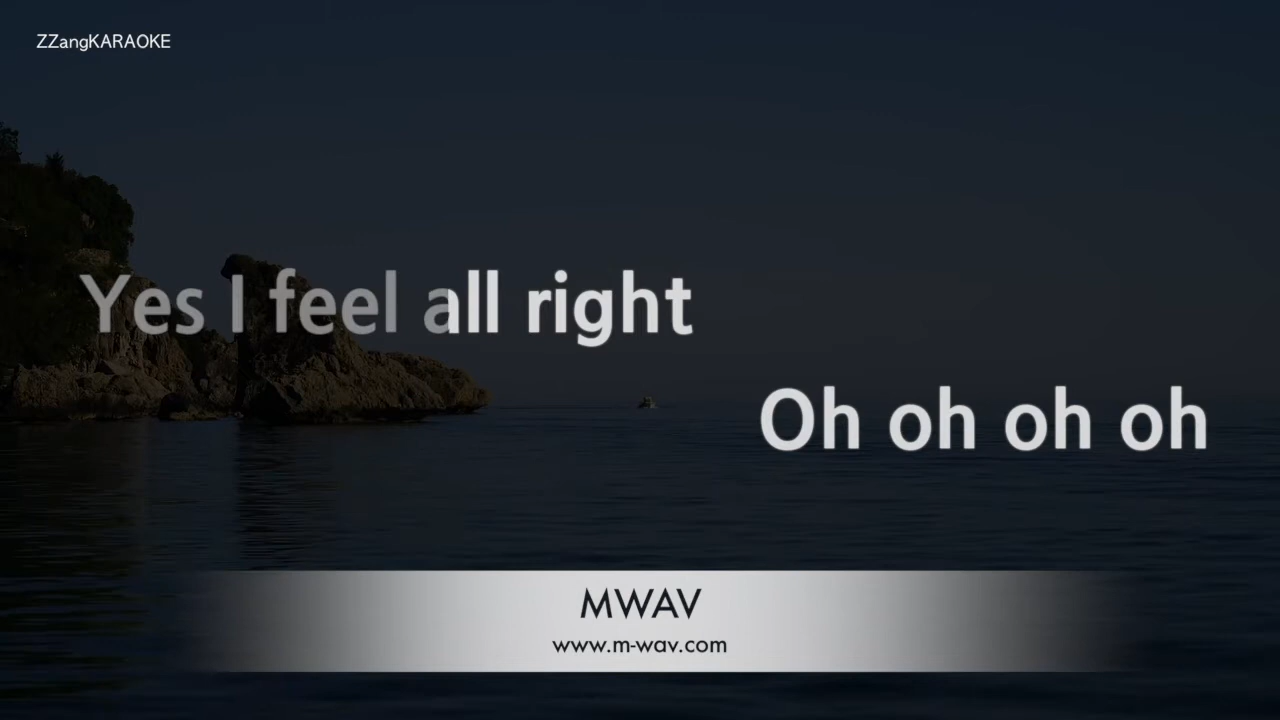 ZZangKARAOKE
Yes I feel all right
Oh oh oh oh
MWAV
www.m-wav.com